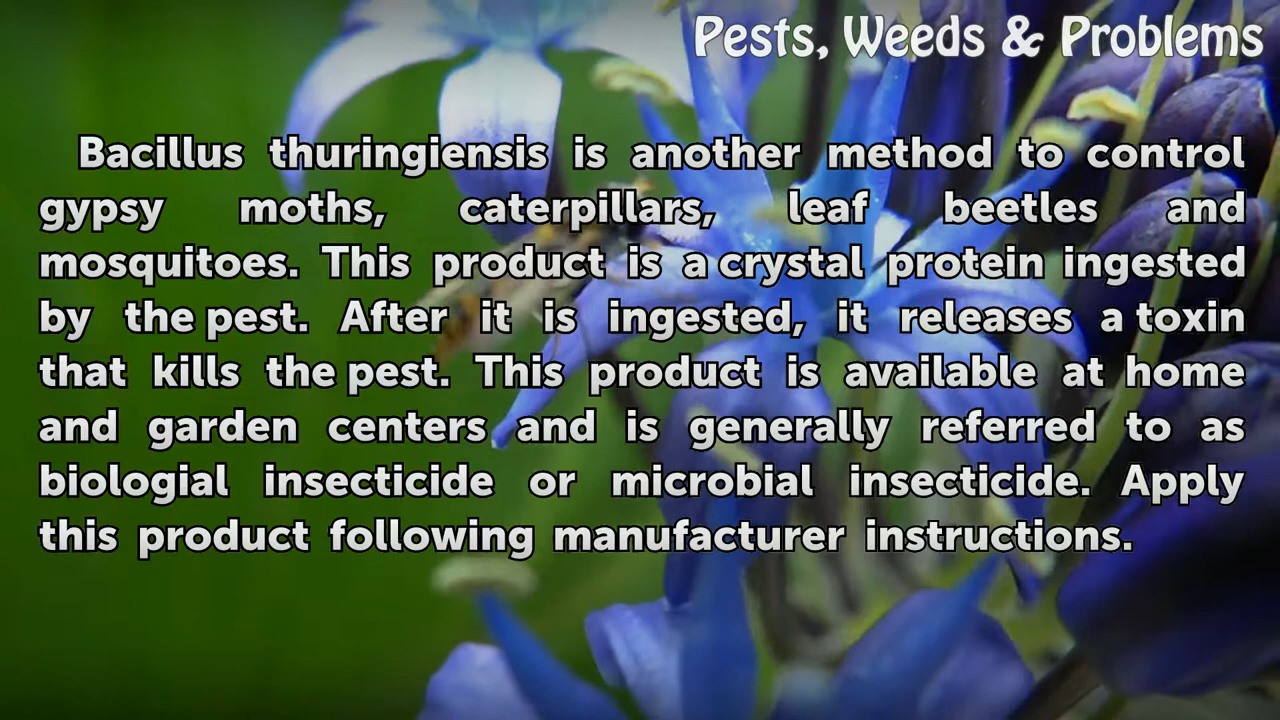 Pests, Weeds & Problems
Bacillus thuringiensis is another method to control
gypsy moths, caterpillars, leaf beetles and
mosquitoes. This product is a crystal protein ingested
by the pest. After it is ingested, it releases a toxin
that kills the pest. This product is available at home
and garden centers and is generally referred to as
biologial insecticide or microbial insecticide. Apply
this product following manufacturer instructions.